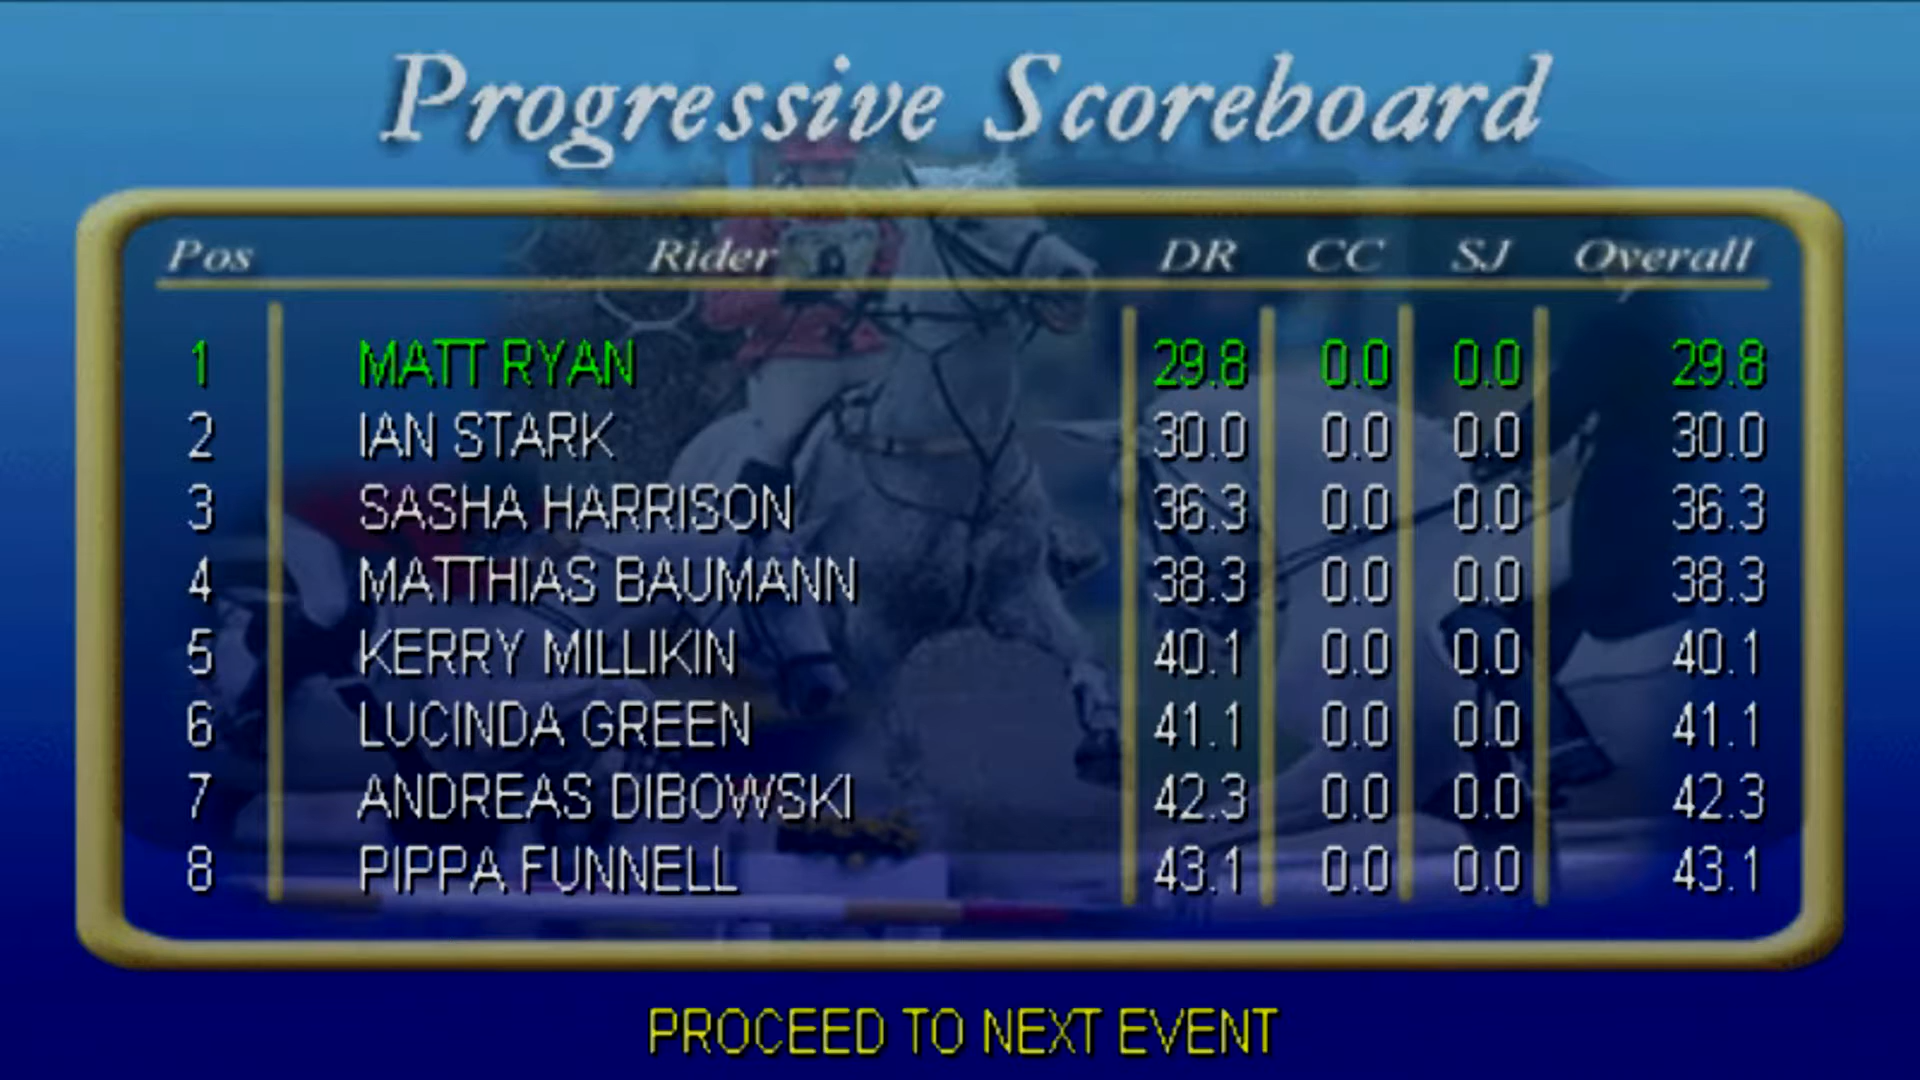 Progressive Scoreboard
Pos Rider DR CC SJ Overall
1 MATT RYAN 29.8 0.0 0.0 29.8
2 IAN STARK 30.0 0.0 0.0 30.0
3 SASHA HARRISON 36.3 0.0 0.0 36.3
4 MATTHIAS BAUMANN 38.3 0.0 0.0 38.3
5 KERRY MILLIKIN 40.1 0.0 0.0 40.1
6 LUCINDA GREEN 41.1 0.0 0.0 41.1
7 ANDREAS DIBOWSKI 42.3 0.0 0.0 42.3
8 PIPPA FUNNELL 43.1 0.0 0.0 43.1
PROCEED TO NEXT EVENT